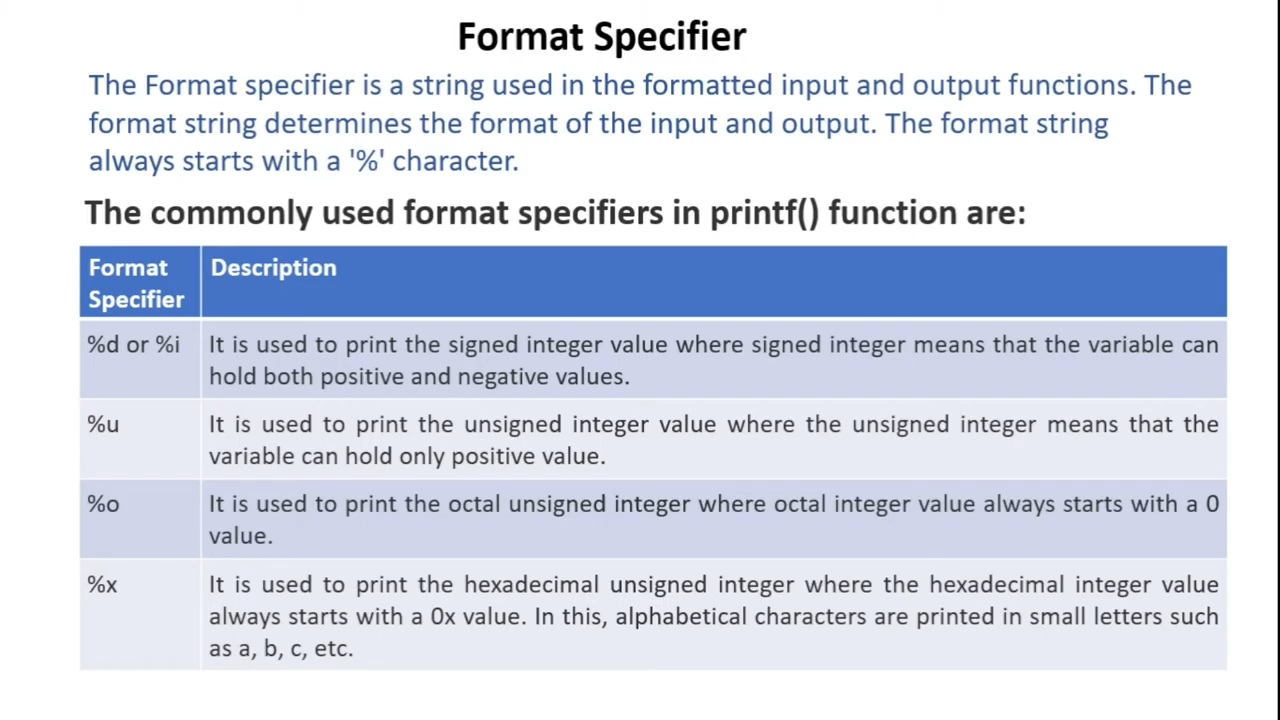 Format Specifier
The Format specifier is a string used in the formatted input and output functions. The
format string determines the format of the input and output. The format string
always starts with a '%' character.
The commonly used format specifiers in printf() function are:
Format
Specifier
Description
%d or %i
It is used to print the signed integer value where signed integer means that the variable can
hold both positive and negative values.
%u
It is used to print the unsigned integer value where the unsigned integer means that the
variable can hold only positive value.
%o
It is used to print the octal unsigned integer where octal integer value always starts with a 0
value.
%x
It is used to print the hexadecimal unsigned integer where the hexadecimal integer value
always starts with a 0x value. In this, alphabetical characters are printed in small letters such
as a, b, c, etc.